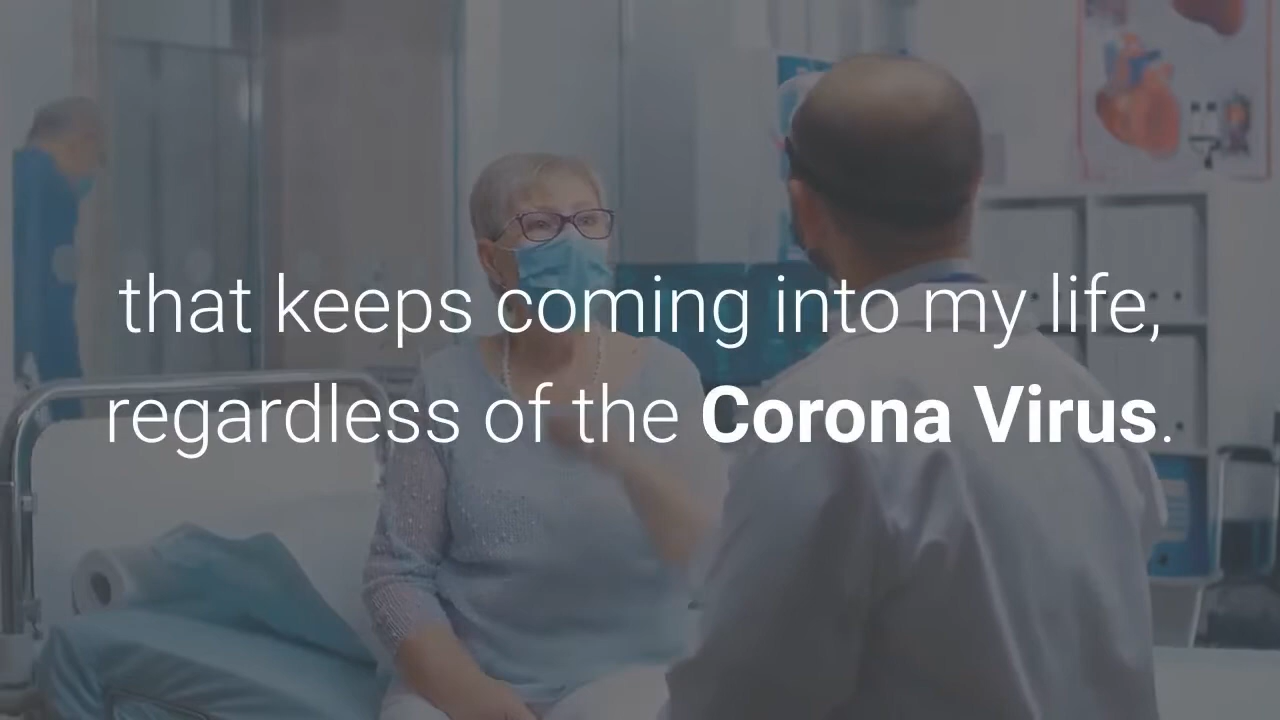 that keeps coming into my life,
regardless of the Corona Virus.